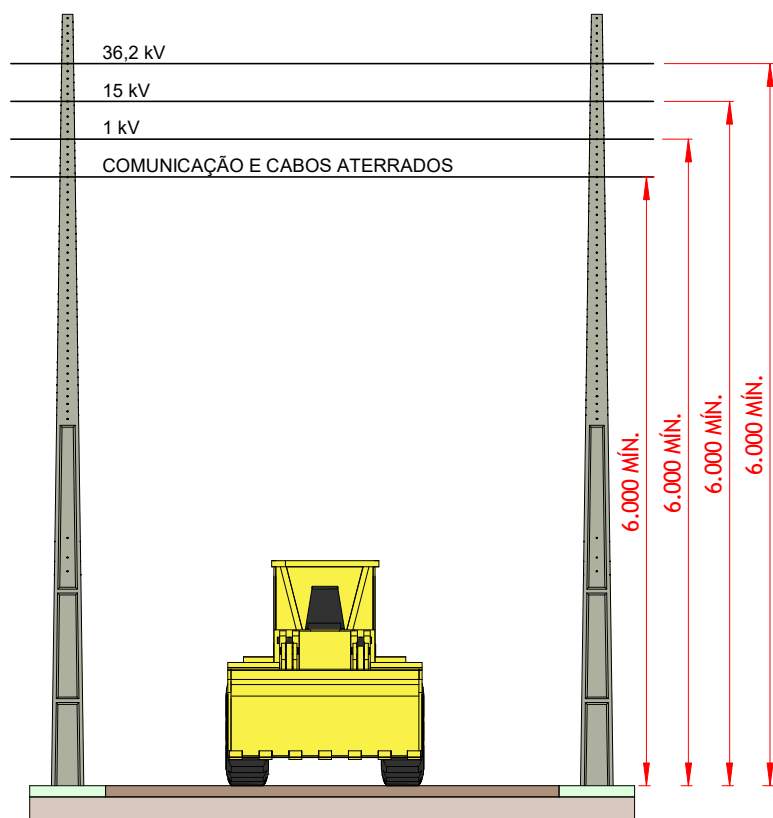 36,2 kV
15 kV
1 kV
COMUNICAÇÃO E CABOS ATERRADOS
6.000 MÍN.
6.000 MÍN.
6.000 MÍN.
6.000 MÍN.